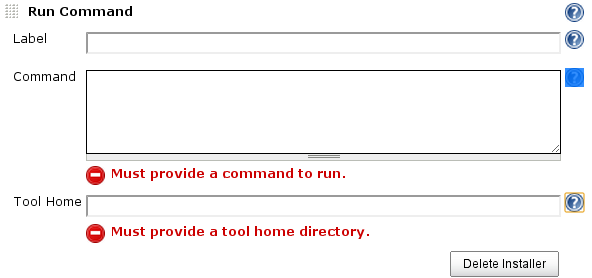 Run Command
?
Label
?
Command
?
Must provide a command to run.
Tool Home
?
Must provide a tool home directory.
Delete Installer